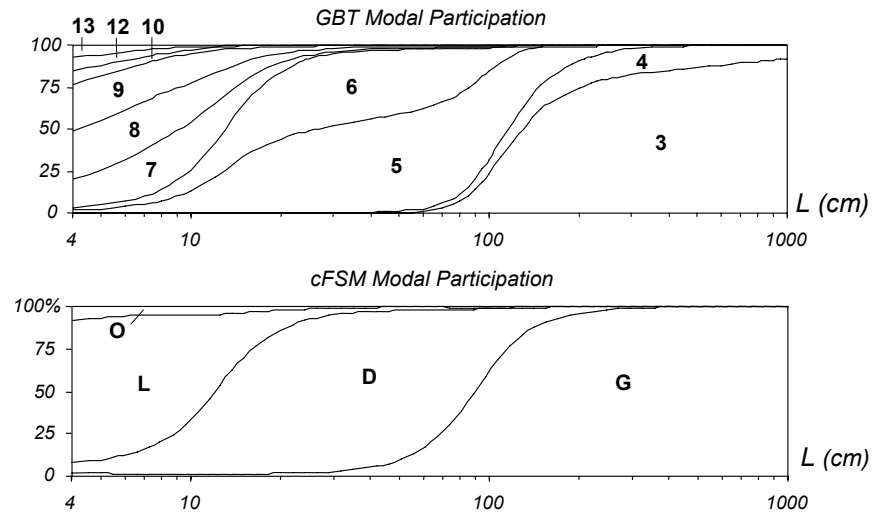 GBT Modal Participation
13 12 10
100
75
50
25
0
9
8
7
6
5
4
3
4 10 100 1000
L (cm)
cFSM Modal Participation
100%
75
50
25
0
O
L
D
G
4 10 100 1000
L (cm)